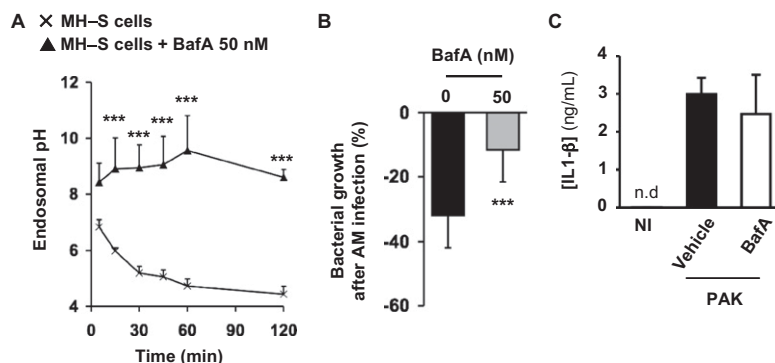 A
× MH–S cells
▲ MH–S cells + BafA 50 nM
12
10
8
6
4
Endosomal pH
***
***
***
***
***
0
30
60
90
120
Time (min)
B
BafA (nM)
0
50
0
-20
-40
-60
Bacterial growth
after AM infection (%)
***
C
4
3
2
1
0
[IL1-β] (ng/mL)
n.d
NI
Vehicle
BafA
PAK